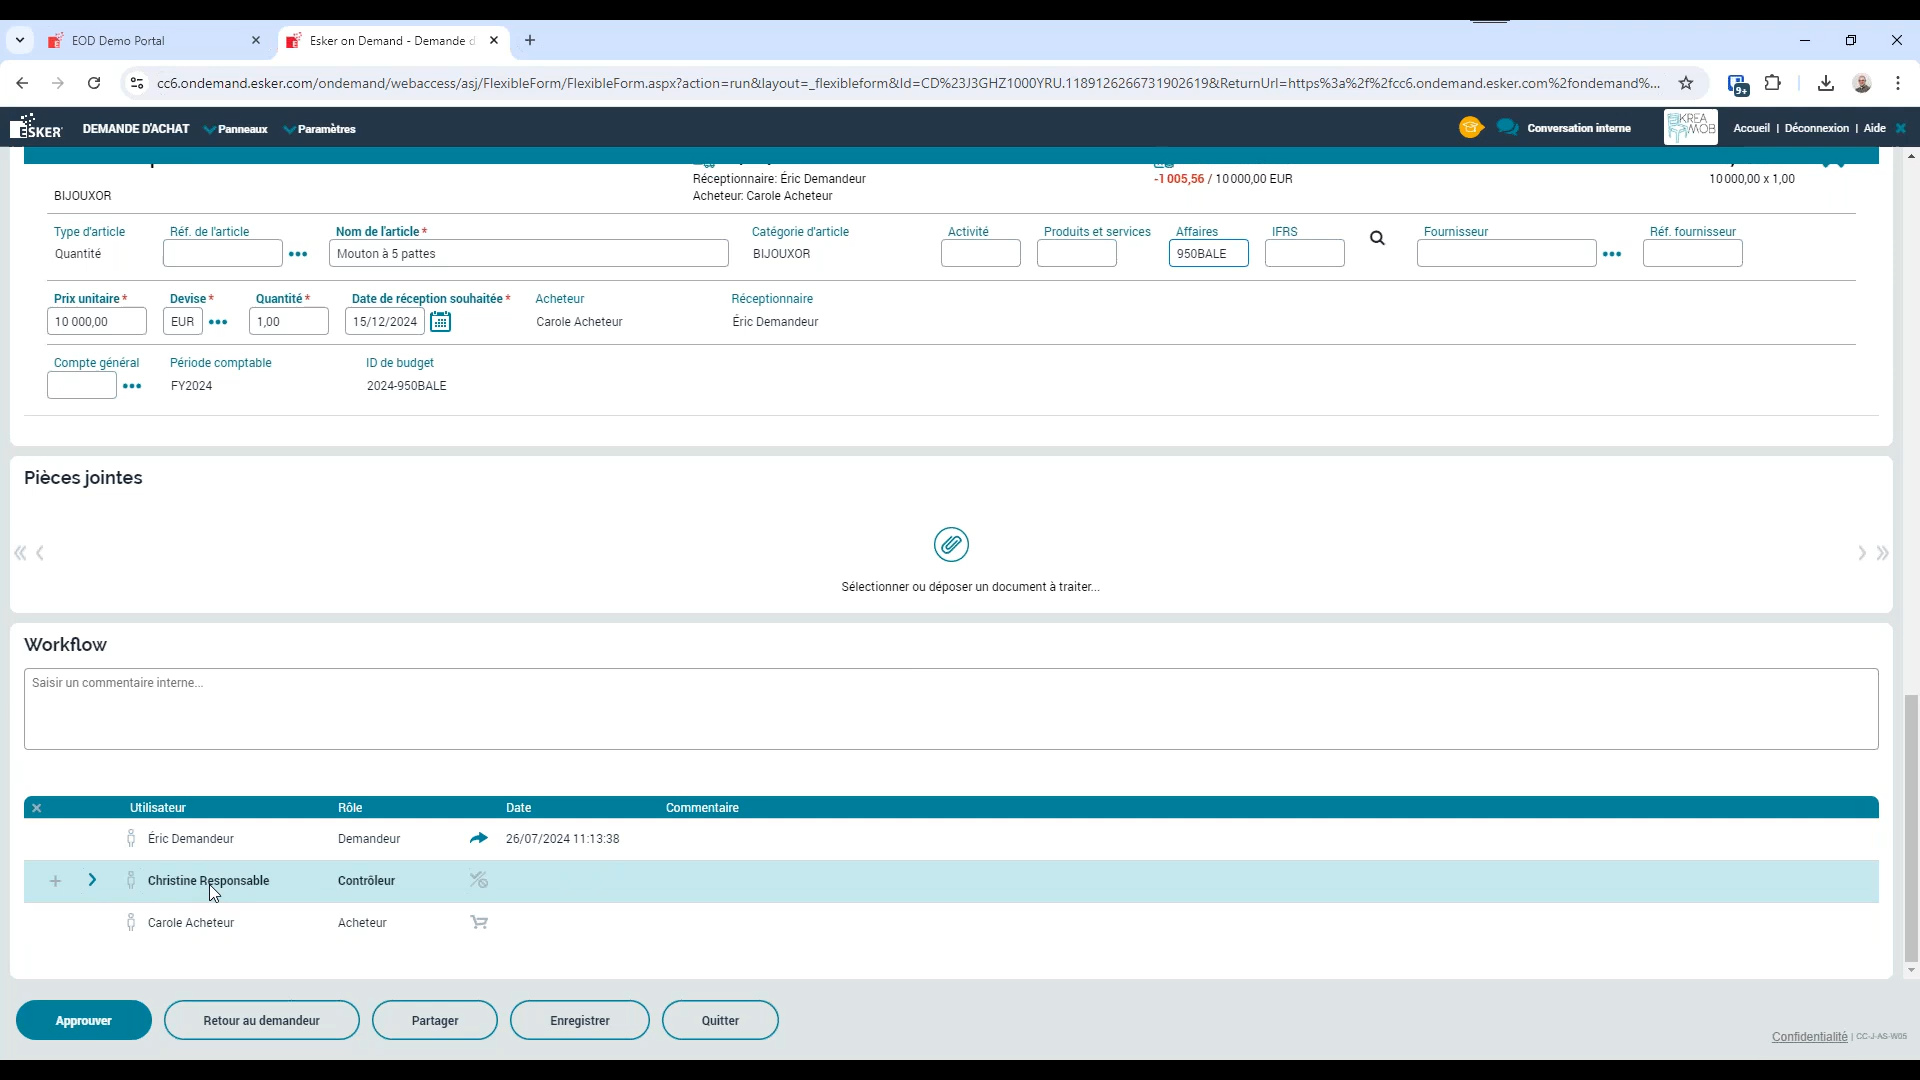 EOD Demo Portal
Esker on Demand - Demande d
cc6.ondemand.esker.com/ondemand/webaccess/asj/FlexibleForm/FlexibleForm.aspx?action=run&layout=_flexibleform&Id=CD%23J3GHZ1000YRU.1189126266731902619&ReturnUrl=https%3a%2f%2fcc6.ondemand.esker.com%2fondemand%...
9+
ESKER DEMANDE D'ACHAT Panneaux Paramètres
Conversation interne
KREA MOB
Accueil | Déconnexion | Aide
Réceptionnaire: Éric Demandeur
-1 005,56 / 10 000,00 EUR
10 000,00 x 1,00
BIJOUXOR
Acheteur: Carole Acheteur
Type d'article Réf. de l'article Nom de l'article * Catégorie d'article Activité Produits et services Affaires IFRS Fournisseur Réf. fournisseur
Quantité Mouton à 5 pattes BIJOUXOR 950BALE
Prix unitaire * Devise * Quantité * Date de réception souhaitée * Acheteur Réceptionnaire
10 000,00 EUR 1,00 15/12/2024 Carole Acheteur Éric Demandeur
Compte général Période comptable ID de budget
FY2024 2024-950BALE
Pièces jointes
Sélectionner ou déposer un document à traiter...
Workflow
Saisir un commentaire interne...
Utilisateur Rôle Date Commentaire
Éric Demandeur Demandeur 26/07/2024 11:13:38
Christine Responsable Contrôleur
Carole Acheteur Acheteur
Approuver Retour au demandeur Partager Enregistrer Quitter
Confidentialité | CC-J-AS-W05